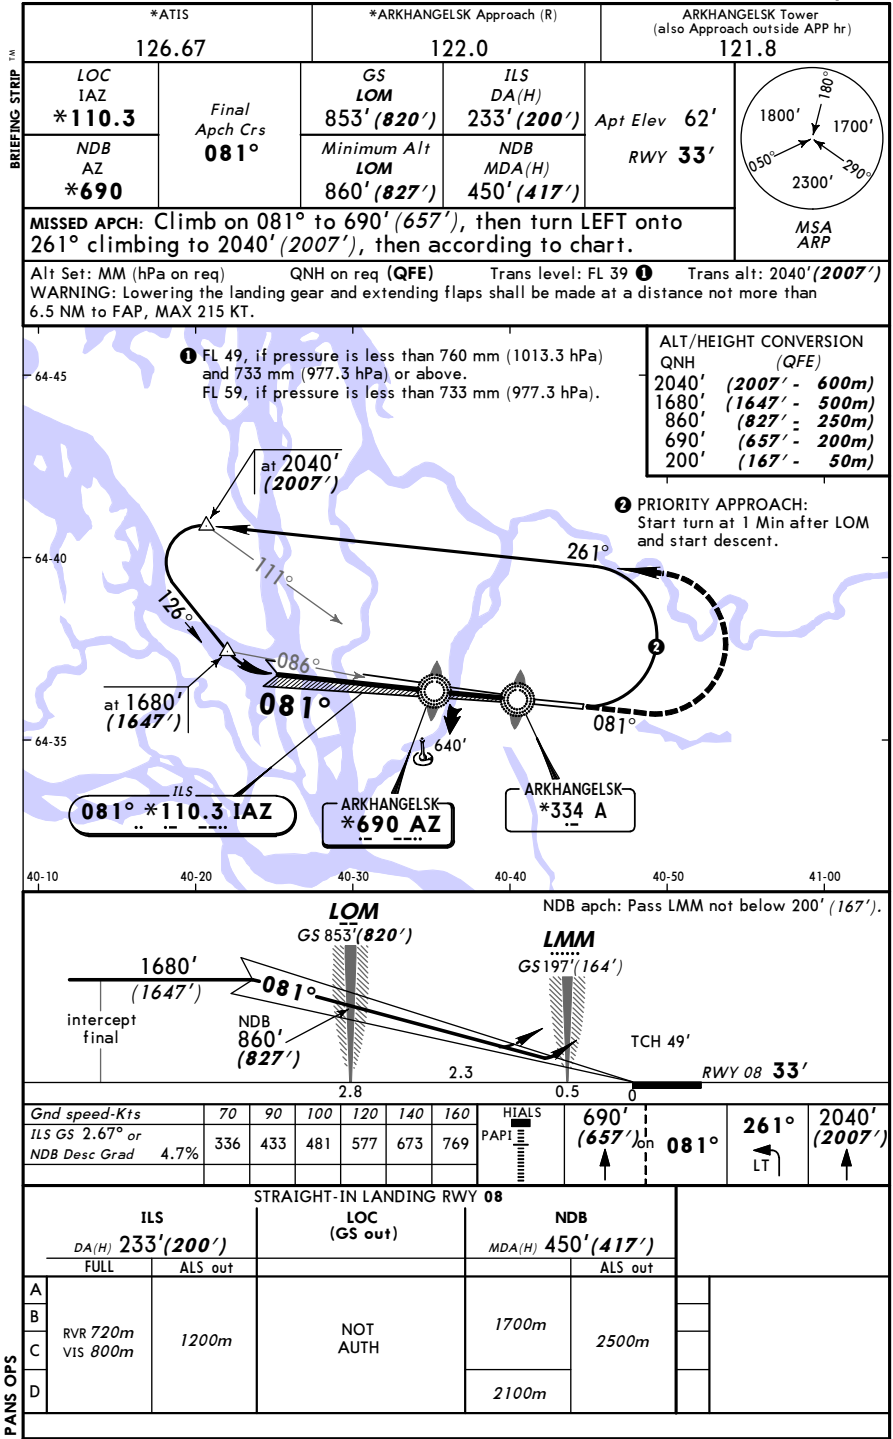 *ATIS
126.67
*ARKHANGELSK Approach (R)
122.0
ARKHANGELSK Tower
(also Approach outside APP hr)
121.8
BRIEFING STRIP TM
LOC
IAZ
*110.3
Final
Apch Crs
081°
GS
LOM
853' (820')
ILS
DA(H)
233' (200')
Apt Elev 62'
RWY 33'
NDB
AZ
*690
Minimum Alt
LOM
860' (827')
NDB
MDA(H)
450' (417')
180°
1800'
1700'
050°
290°
2300'
MSA
ARP
MISSED APCH: Climb on 081° to 690' (657'), then turn LEFT onto
261° climbing to 2040' (2007'), then according to chart.
Alt Set: MM (hPa on req) QNH on req (QFE) Trans level: FL 39 ❶ Trans alt: 2040' (2007')
WARNING: Lowering the landing gear and extending flaps shall be made at a distance not more than
6.5 NM to FAP, MAX 215 KT.
❶ FL 49, if pressure is less than 760 mm (1013.3 hPa)
and 733 mm (977.3 hPa) or above.
FL 59, if pressure is less than 733 mm (977.3 hPa).
ALT/HEIGHT CONVERSION
QNH (QFE)
2040' (2007' - 600m)
1680' (1647' - 500m)
860' (827' - 250m)
690' (657' - 200m)
200' (167' - 50m)
64-45
at 2040'
(2007')
❷ PRIORITY APPROACH:
Start turn at 1 Min after LOM
and start descent.
64-40
261°
111°
126°
❷
086°
at 1680'
(1647')
081°
081°
64-35
640'
ILS
081° *110.3 IAZ
ARKHANGELSK
*690 AZ
ARKHANGELSK
*334 A
40-10 40-20 40-30 40-40 40-50 41-00
NDB apch: Pass LMM not below 200' (167').
LOM
GS 853' (820')
LMM
GS 197' (164')
1680'
(1647')
081°
intercept
final
NDB
860'
(827')
TCH 49'
2.3
RWY 08 33'
2.8 0.5 0
Gnd speed-Kts 70 90 100 120 140 160
ILS GS 2.67° or
NDB Desc Grad 4.7% 336 433 481 577 673 769
HIALS
PAPI
690'
(657') on 081°
261°
LT
2040'
(2007')
STRAIGHT-IN LANDING RWY 08
ILS
DA(H) 233' (200')
LOC
(GS out)
NDB
MDA(H) 450' (417')
FULL ALS out ALS out
A
B
C
D
RVR 720m
VIS 800m
1200m
NOT
AUTH
1700m
2100m
2500m
PANS OPS